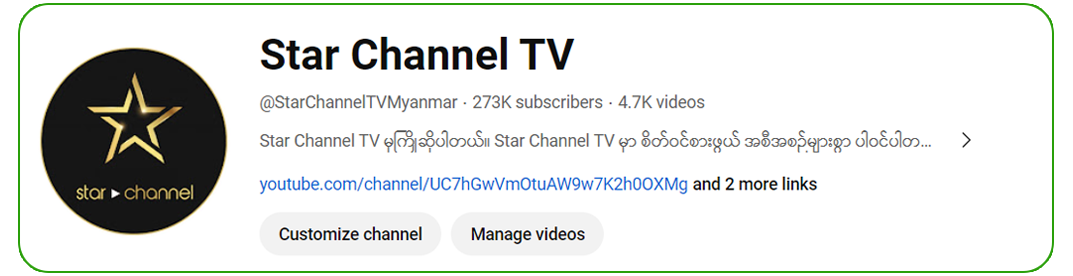 Star Channel TV
@StarChannelTVMyanmar · 273K subscribers · 4.7K videos
Star Channel TV မှကြိုဆိုပါတယ်။ Star Channel TV မှာ စိတ်ဝင်စားဖွယ် အစီအစဉ်များစွာ ပါဝင်ပါတ...
youtube.com/channel/UC7hGwVmOtuAW9w7K2h0OXMg and 2 more links
star channel
Customize channel
Manage videos